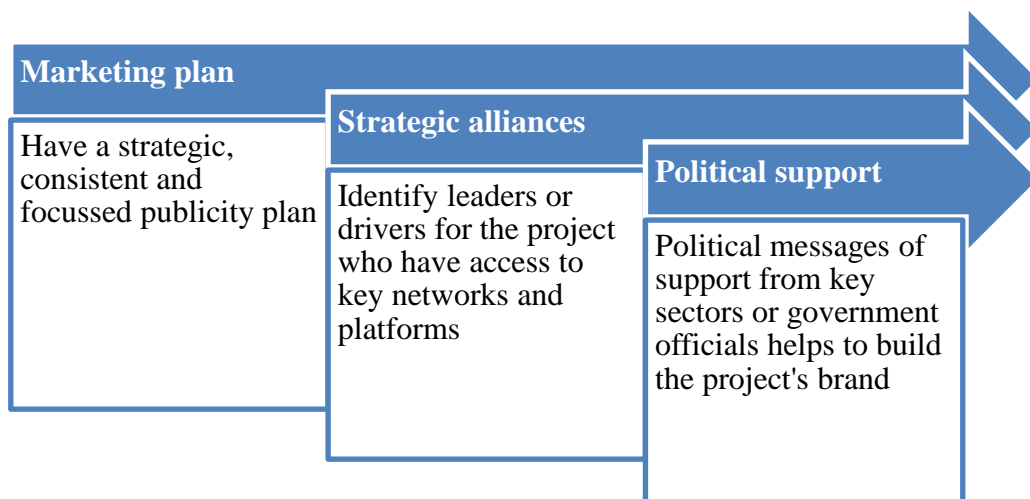 Marketing plan
Have a strategic,
consistent and
focussed publicity plan
Strategic alliances
Identify leaders or
drivers for the project
who have access to
key networks and
platforms
Political support
Political messages of
support from key
sectors or government
officials helps to build
the project's brand